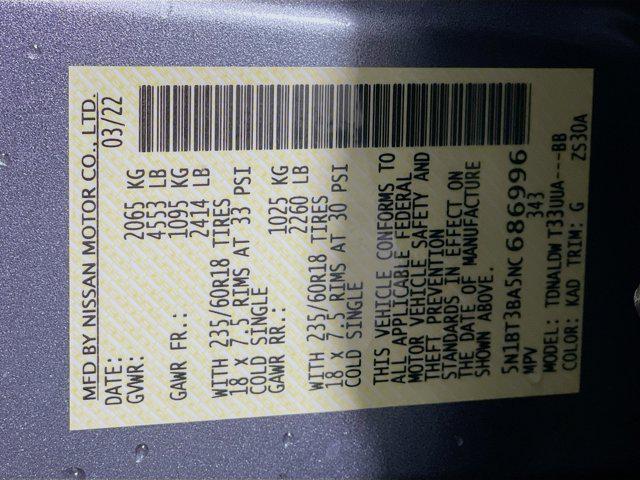 MFD BY NISSAN MOTOR CO., LTD.
DATE: 03/22
GVWR: 2065 KG
4553 LB
GAWR FR.: 1095 KG
2414 LB
WITH 235/60R18 TIRES
18 X 7.5 RIMS AT 33 PSI
COLD SINGLE
GAWR RR.: 1025 KG
2260 LB
WITH 235/60R18 TIRES
18 X 7.5 RIMS AT 30 PSI
COLD SINGLE
THIS VEHICLE CONFORMS TO
ALL APPLICABLE FEDERAL
MOTOR VEHICLE SAFETY AND
THEFT PREVENTION
STANDARDS IN EFFECT ON
THE DATE OF MANUFACTURE
SHOWN ABOVE.
5N1BT3BA5NC686996
MPV 343
MODEL: TDNALDW T33UUA---BB
COLOR: KAD TRIM: G ZS30A